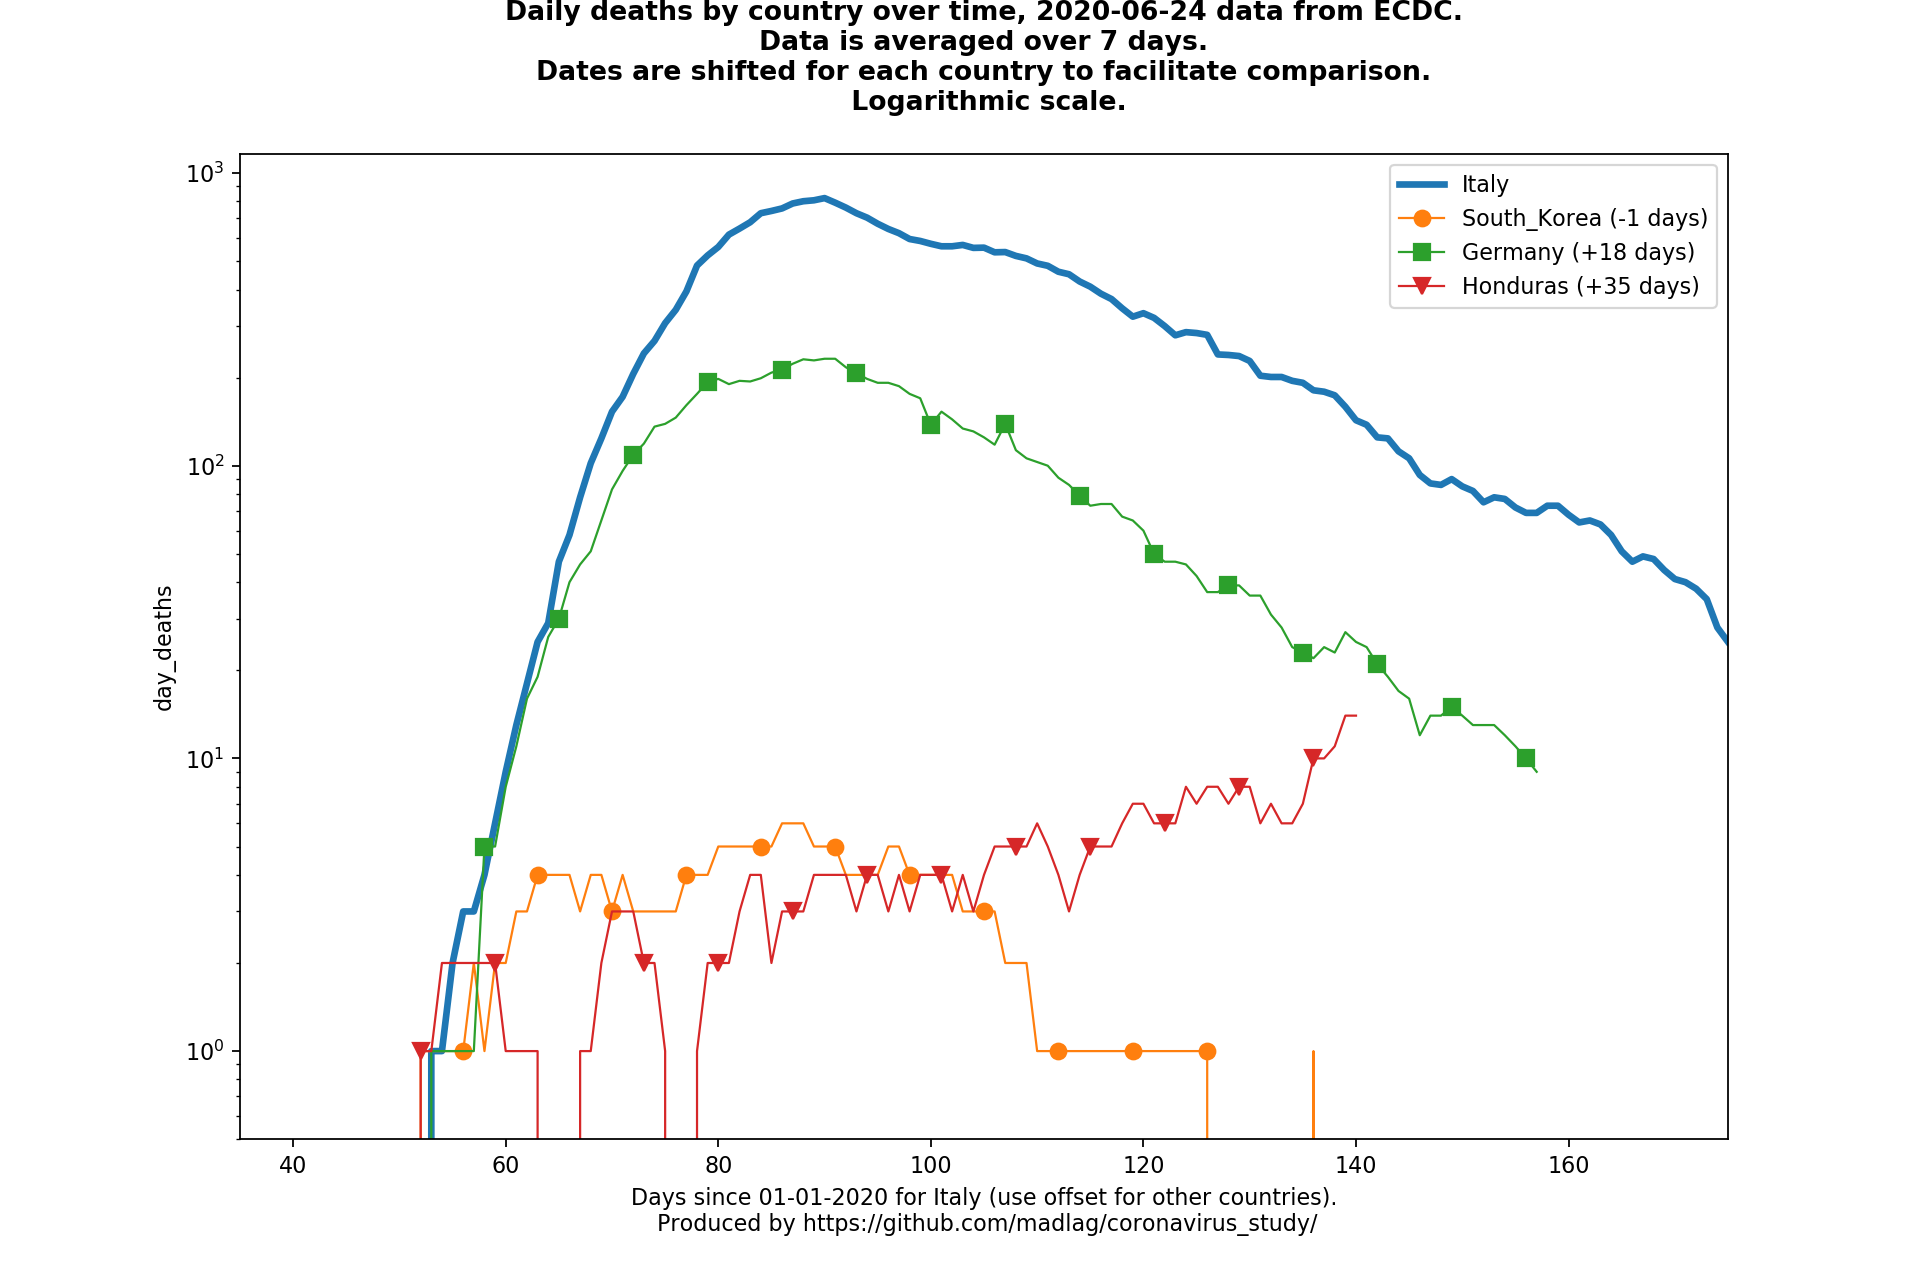 Daily deaths by country over time, 2020-06-24 data from ECDC.
Data is averaged over 7 days.
Dates are shifted for each country to facilitate comparison.
Logarithmic scale.
10³
10²
10¹
10⁰
day_deaths
Italy
South_Korea (-1 days)
Germany (+18 days)
Honduras (+35 days)
40 60 80 100 120 140 160
Days since 01-01-2020 for Italy (use offset for other countries).
Produced by https://github.com/madlag/coronavirus_study/